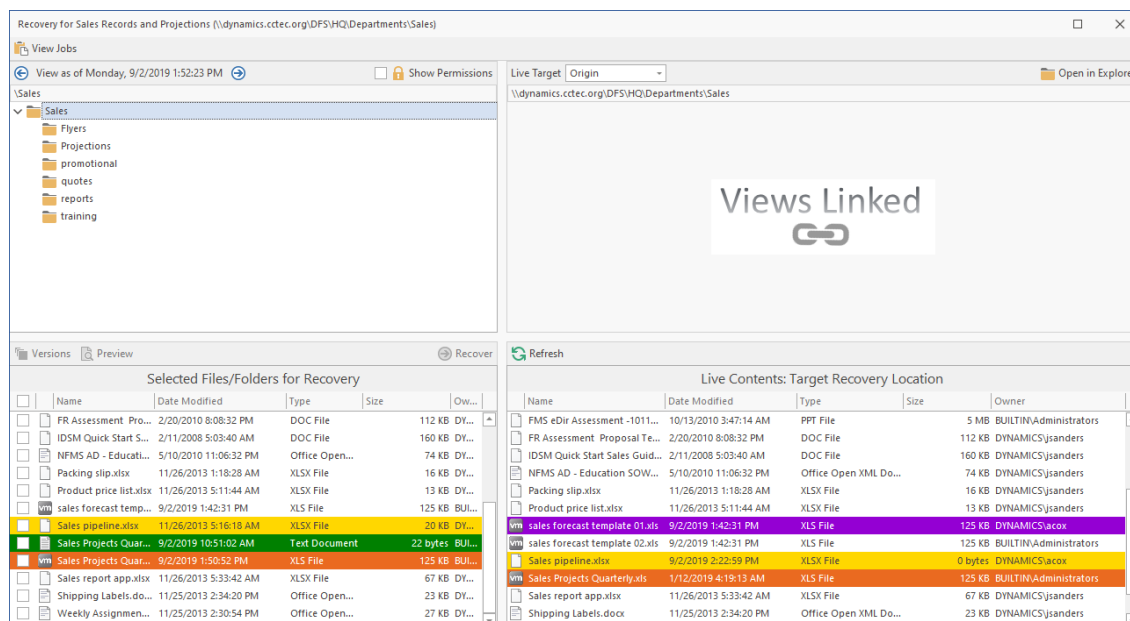 Recovery for Sales Records and Projections (\\dynamics.cctec.org\DFS\HQ\Departments\Sales)
View Jobs
View as of Monday, 9/2/2019 1:52:23 PM Show Permissions
\Sales
Sales
Flyers
Projections
promotional
quotes
reports
training
Live Target Origin Open in Explore
\\dynamics.cctec.org\DFS\HQ\Departments\Sales
Views Linked
Versions Preview Recover
Selected Files/Folders for Recovery
Name Date Modified Type Size Ow...
FR Assessment Pro... 2/20/2010 8:08:32 PM DOC File 112 KB DY...
IDSM Quick Start S... 2/11/2008 5:03:40 AM DOC File 160 KB DY...
NFMS AD - Educati... 5/10/2010 11:06:32 PM Office Open... 74 KB DY...
Packing slip.xlsx 11/26/2013 1:18:28 AM XLSX File 16 KB DY...
Product price list.xlsx 11/26/2013 5:11:44 AM XLSX File 13 KB DY...
vm sales forecast temp... 9/2/2019 1:42:31 PM XLS File 125 KB BUI...
Sales pipeline.xlsx 11/26/2013 5:16:18 AM XLSX File 20 KB DY...
Sales Projects Quar... 9/2/2019 10:51:02 AM Text Document 22 bytes BUI...
vm Sales Projects Quar... 9/2/2019 1:50:52 PM XLS File 125 KB BUI...
Sales report app.xlsx 11/26/2013 5:33:42 AM XLSX File 67 KB DY...
Shipping Labels.do... 11/25/2013 2:34:20 PM Office Open... 23 KB DY...
Weekly Assignmen... 11/25/2013 2:30:54 PM Office Open... 27 KB DY...
Refresh
Live Contents: Target Recovery Location
Name Date Modified Type Size Owner
FMS eDir Assessment -1011... 10/13/2010 3:47:14 AM PPT File 5 MB BUILTIN\Administrators
FR Assessment Proposal Te... 2/20/2010 8:08:32 PM DOC File 112 KB DYNAMICS\jsanders
IDSM Quick Start Sales Guid... 2/11/2008 5:03:40 AM DOC File 160 KB DYNAMICS\jsanders
NFMS AD - Education SOW... 5/10/2010 11:06:32 PM Office Open XML Do... 74 KB DYNAMICS\jsanders
Packing slip.xlsx 11/26/2013 1:18:28 AM XLSX File 16 KB DYNAMICS\jsanders
Product price list.xlsx 11/26/2013 5:11:44 AM XLSX File 13 KB DYNAMICS\jsanders
vm sales forecast template 01.xls 9/2/2019 1:42:31 PM XLS File 125 KB DYNAMICS\acox
vm sales forecast template 02.xls 9/2/2019 1:42:31 PM XLS File 125 KB DYNAMICS\acox
Sales pipeline.xlsx 9/2/2019 2:22:59 PM XLSX File 0 bytes DYNAMICS\acox
vm Sales Projects Quarterly.xls 1/12/2019 4:19:13 AM XLS File 125 KB BUILTIN\Administrators
Sales report app.xlsx 11/26/2013 5:33:42 AM XLSX File 67 KB DYNAMICS\jsanders
Shipping Labels.docx 11/25/2013 2:34:20 PM Office Open XML Do... 23 KB DYNAMICS\jsanders